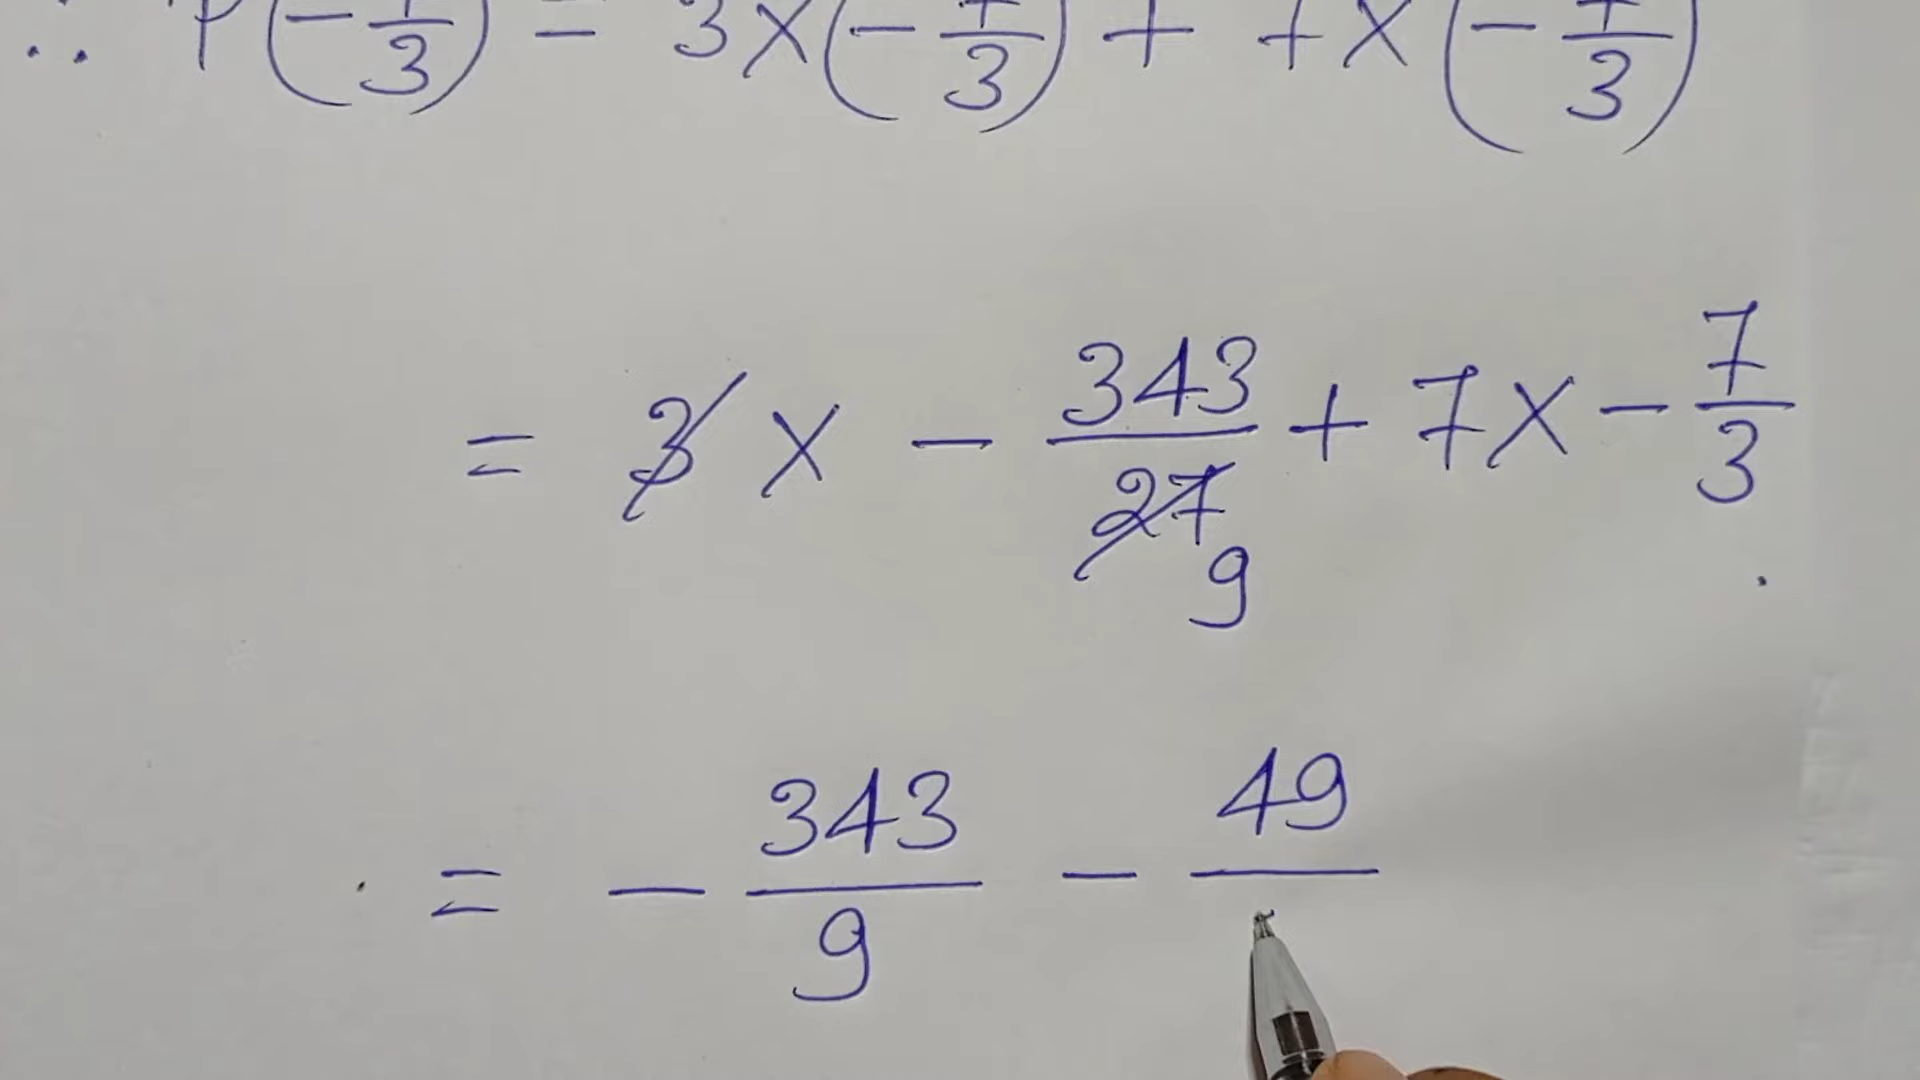 ∴ P(-7/3) = 3×(-7/3) + 7×(-7/3)
= 3 × - 343/27 + 7 × - 7/3
9
= - 343/9 - 49/